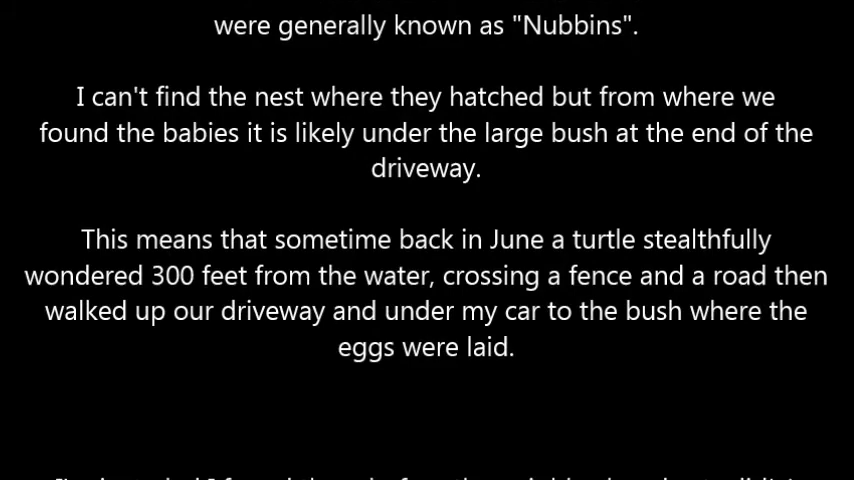 were generally known as "Nubbins".
I can't find the nest where they hatched but from where we
found the babies it is likely under the large bush at the end of the
driveway.
This means that sometime back in June a turtle stealthfully
wondered 300 feet from the water, crossing a fence and a road then
walked up our driveway and under my car to the bush where the
eggs were laid.